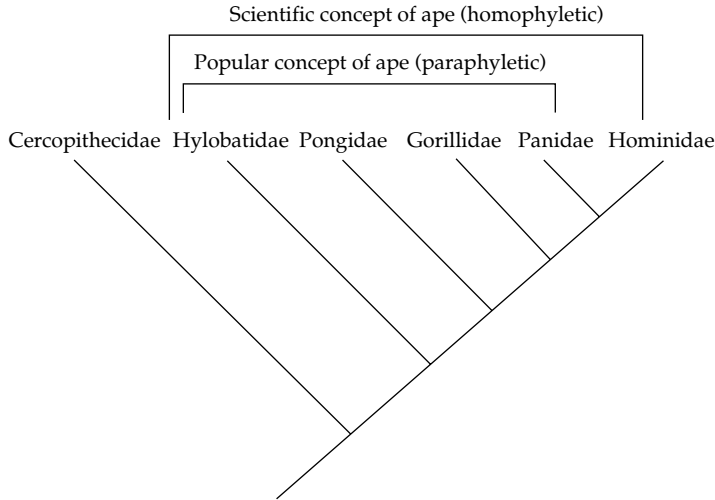 Scientific concept of ape (homophyletic)
Popular concept of ape (paraphyletic)
Cercopithecidae Hylobatidae Pongidae Gorillidae Panidae Hominidae